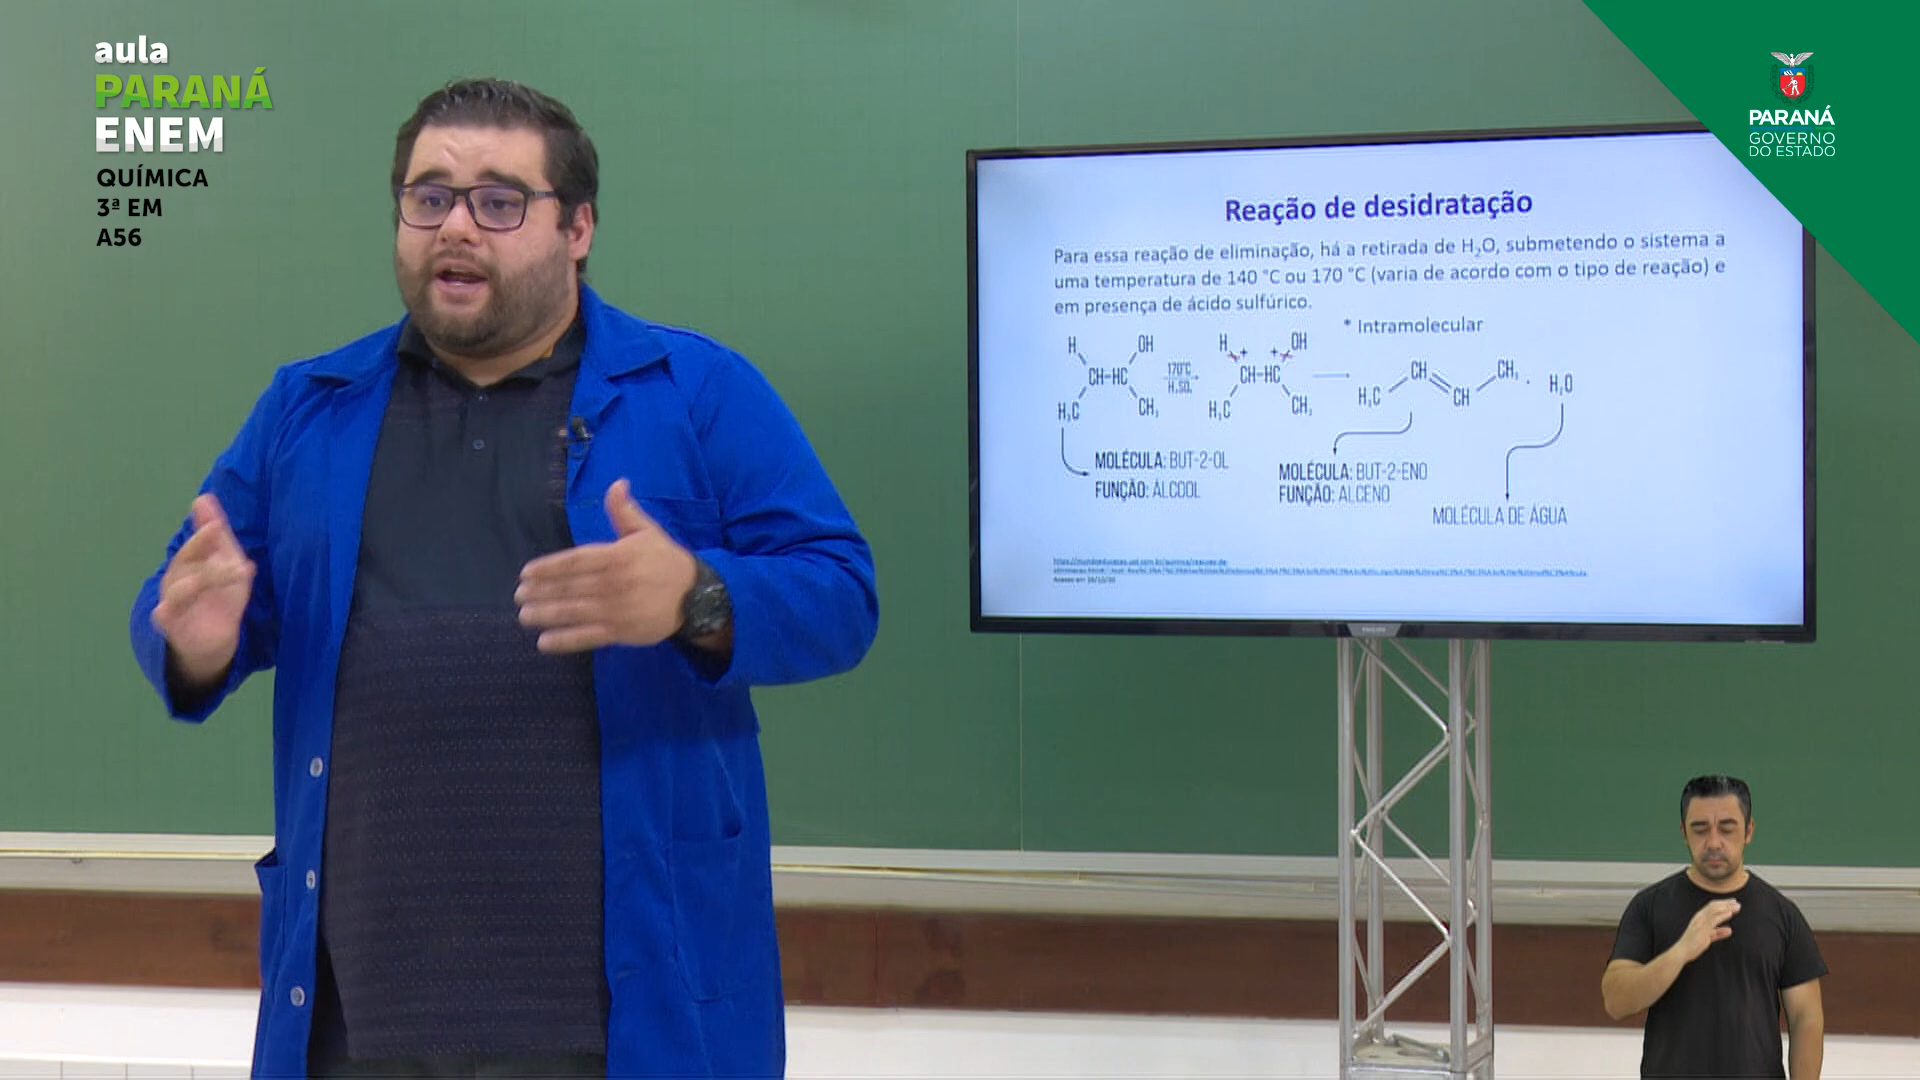 aula
PARANÁ
ENEM
QUÍMICA
3ª EM
A56
PARANÁ
GOVERNO
DO ESTADO
Reação de desidratação
Para essa reação de eliminação, há a retirada de H₂O, submetendo o sistema a
uma temperatura de 140 °C ou 170 °C (varia de acordo com o tipo de reação) e
em presença de ácido sulfúrico.
* Intramolecular
H OH H OH
CH-HC 170°C CH-HC CH CH₃ . H₂O
H₂SO₄ H₃C CH
H₃C CH₃ H₃C CH₃
MOLÉCULA: BUT-2-OL
FUNÇÃO: ÁLCOOL
MOLÉCULA: BUT-2-ENO
FUNÇÃO: ALCENO
MOLÉCULA DE ÁGUA
PHILIPS